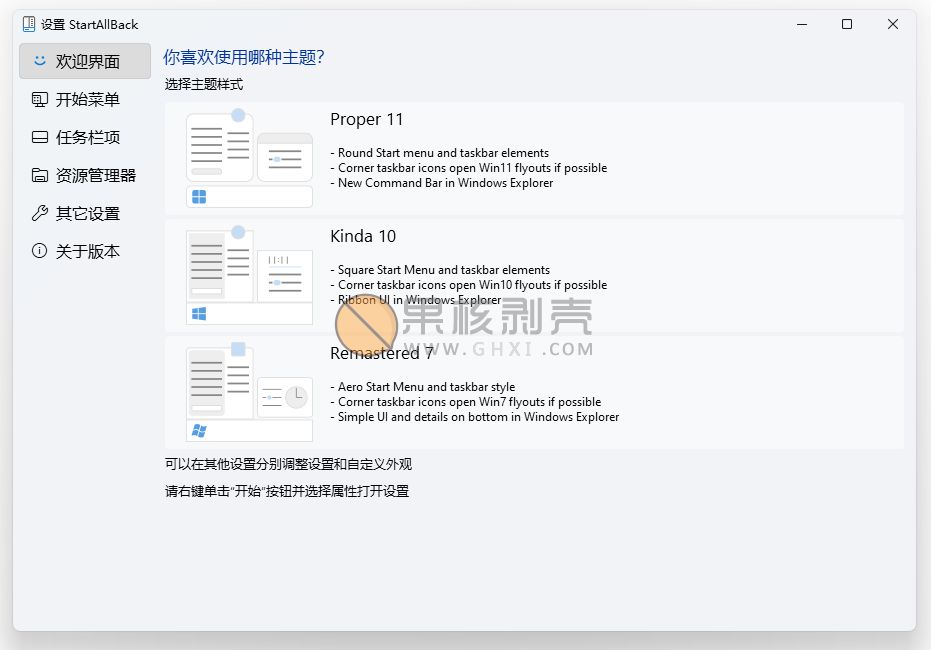 设置 StartAllBack
欢迎界面
开始菜单
任务栏项
资源管理器
其它设置
关于版本
你喜欢使用哪种主题？
选择主题样式
Proper 11
- Round Start menu and taskbar elements
- Corner taskbar icons open Win11 flyouts if possible
- New Command Bar in Windows Explorer
Kinda 10
- Square Start Menu and taskbar elements
- Corner taskbar icons open Win10 flyouts if possible
- Ribbon UI in Windows Explorer
果核剥壳
WWW.GHXI.COM
Remastered 7
- Aero Start Menu and taskbar style
- Corner taskbar icons open Win7 flyouts if possible
- Simple UI and details on bottom in Windows Explorer
可以在其他设置分别调整设置和自定义外观
请右键单击“开始”按钮并选择属性打开设置